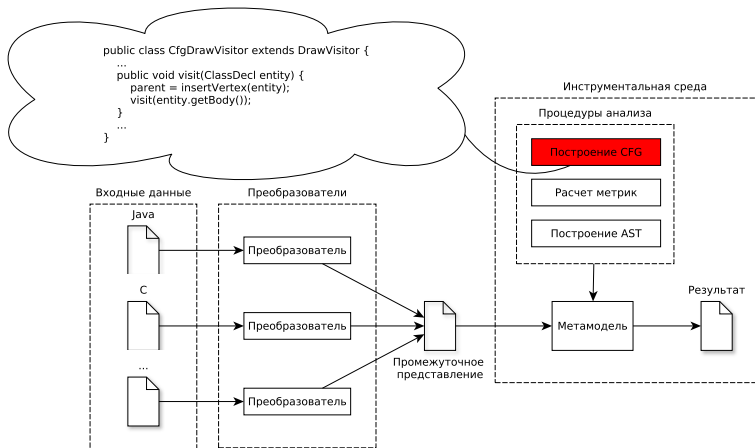 public class CfgDrawVisitor extends DrawVisitor {
...
public void visit(ClassDecl entity) {
parent = insertVertex(entity);
visit(entity.getBody());
}
...
}
Инструментальная среда
Процедуры анализа
Построение CFG
Расчет метрик
Построение AST
Входные данные
Преобразователи
Java
Преобразователь
C
Преобразователь
...
Преобразователь
Промежуточное
представление
Метамодель
Результат